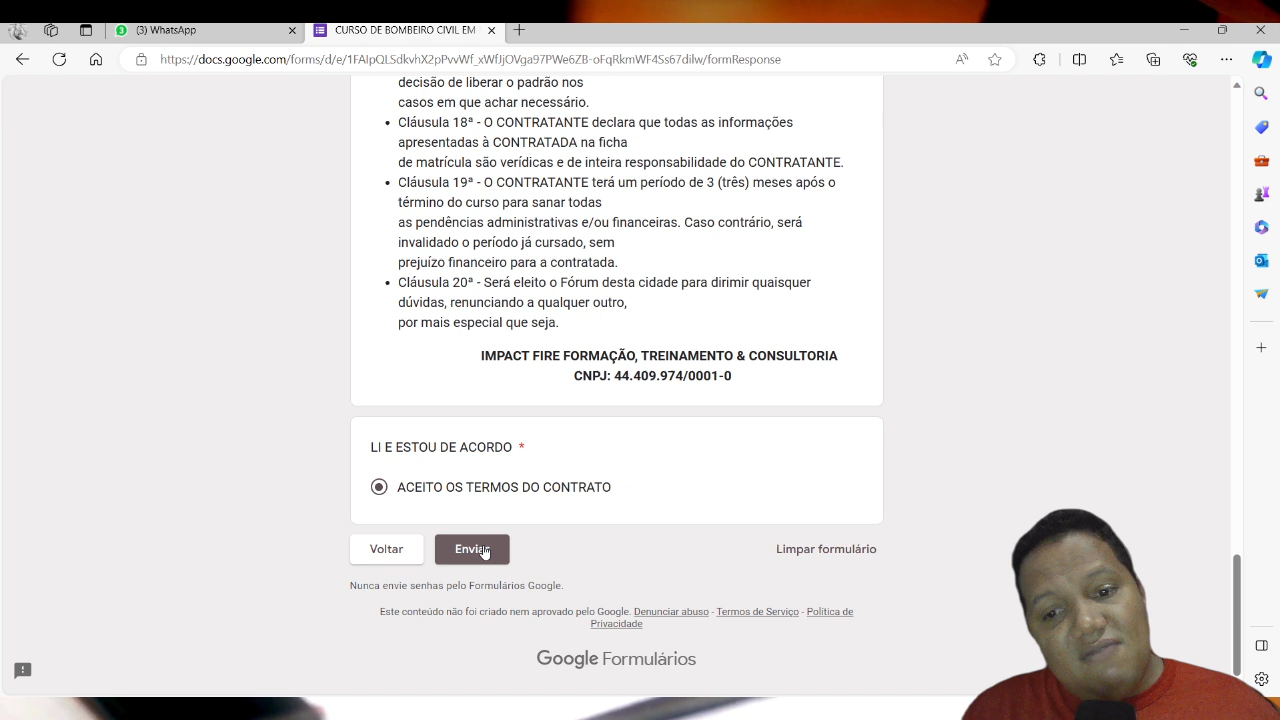 (3) WhatsApp
CURSO DE BOMBEIRO CIVIL EM
https://docs.google.com/forms/d/e/1FAIpQLSdkvhX2pPvvWf_xWfJjOVga97PWe6ZB-oFqRkmWF4Ss67dilw/formResponse
decisão de liberar o padrão nos
casos em que achar necessário.
Cláusula 18ª - O CONTRATANTE declara que todas as informações
apresentadas à CONTRATADA na ficha
de matrícula são verídicas e de inteira responsabilidade do CONTRATANTE.
Cláusula 19ª - O CONTRATANTE terá um período de 3 (três) meses após o
término do curso para sanar todas
as pendências administrativas e/ou financeiras. Caso contrário, será
invalidado o período já cursado, sem
prejuízo financeiro para a contratada.
Cláusula 20ª - Será eleito o Fórum desta cidade para dirimir quaisquer
dúvidas, renunciando a qualquer outro,
por mais especial que seja.
IMPACT FIRE FORMAÇÃO, TREINAMENTO & CONSULTORIA
CNPJ: 44.409.974/0001-0
LI E ESTOU DE ACORDO *
ACEITO OS TERMOS DO CONTRATO
Voltar
Enviar
Limpar formulário
Nunca envie senhas pelo Formulários Google.
Este conteúdo não foi criado nem aprovado pelo Google. Denunciar abuso - Termos de Serviço - Política de
Privacidade
Google Formulários